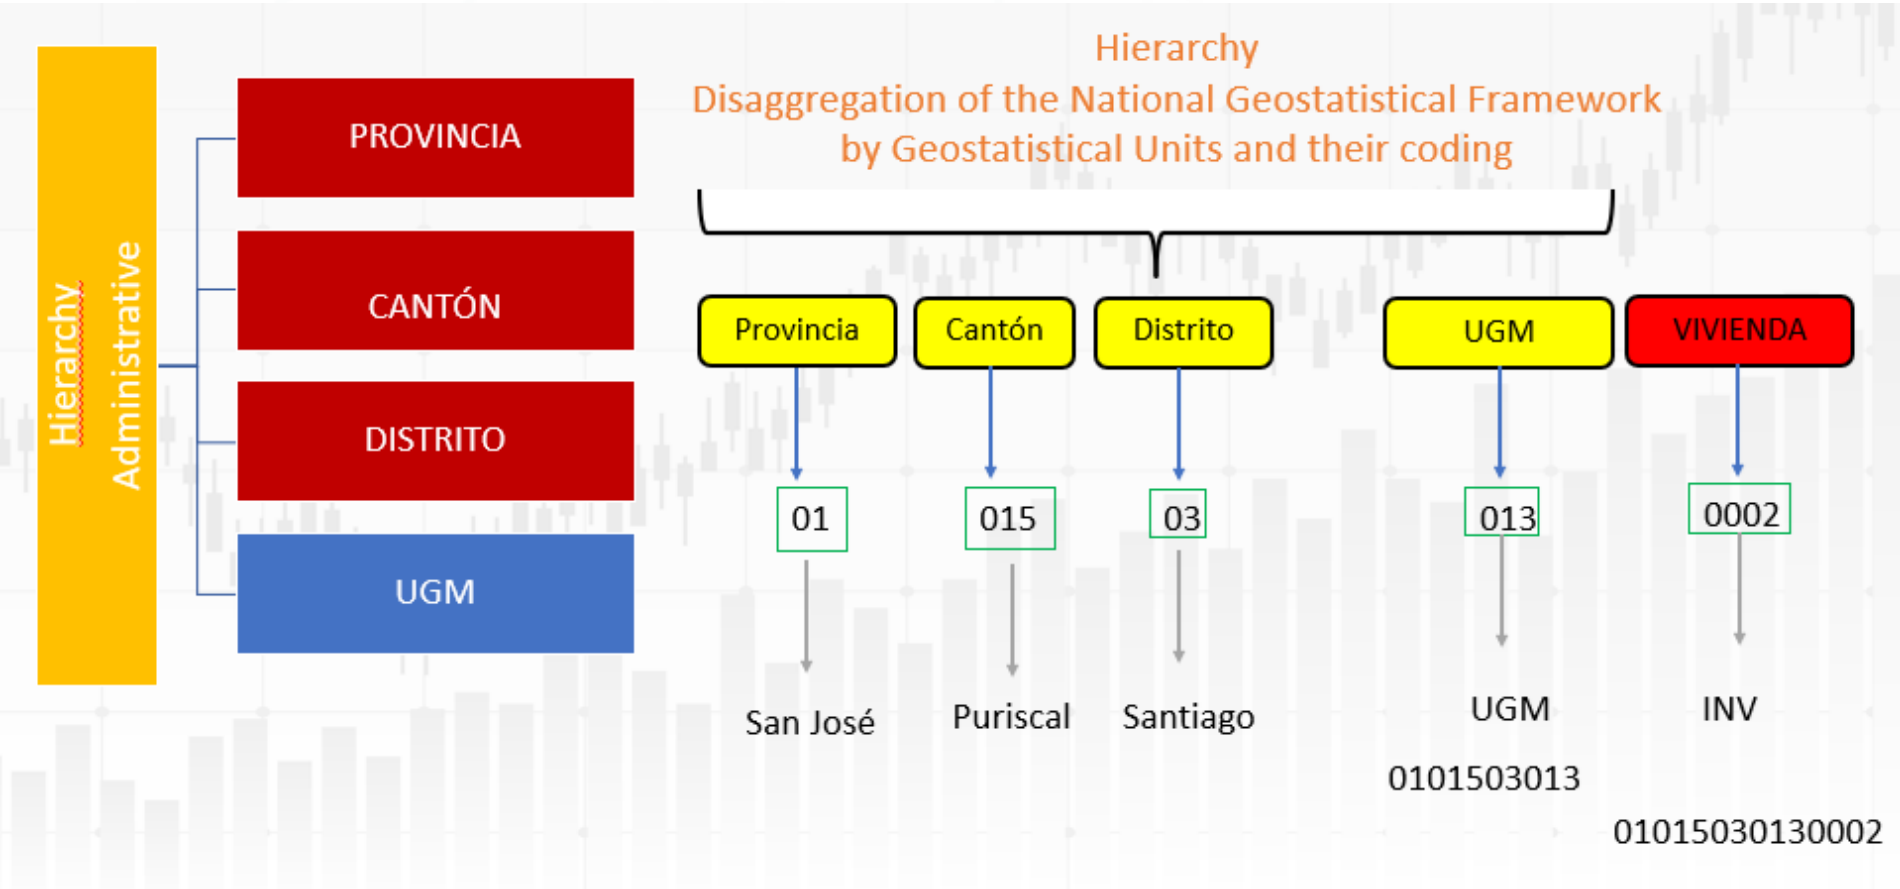 Hierarchy
Administrative
PROVINCIA
CANTÓN
DISTRITO
UGM
Hierarchy
Disaggregation of the National Geostatistical Framework
by Geostatistical Units and their coding
Provincia
Cantón
Distrito
UGM
VIVIENDA
01
015
03
013
0002
San José
Puriscal
Santiago
UGM
INV
0101503013
01015030130002